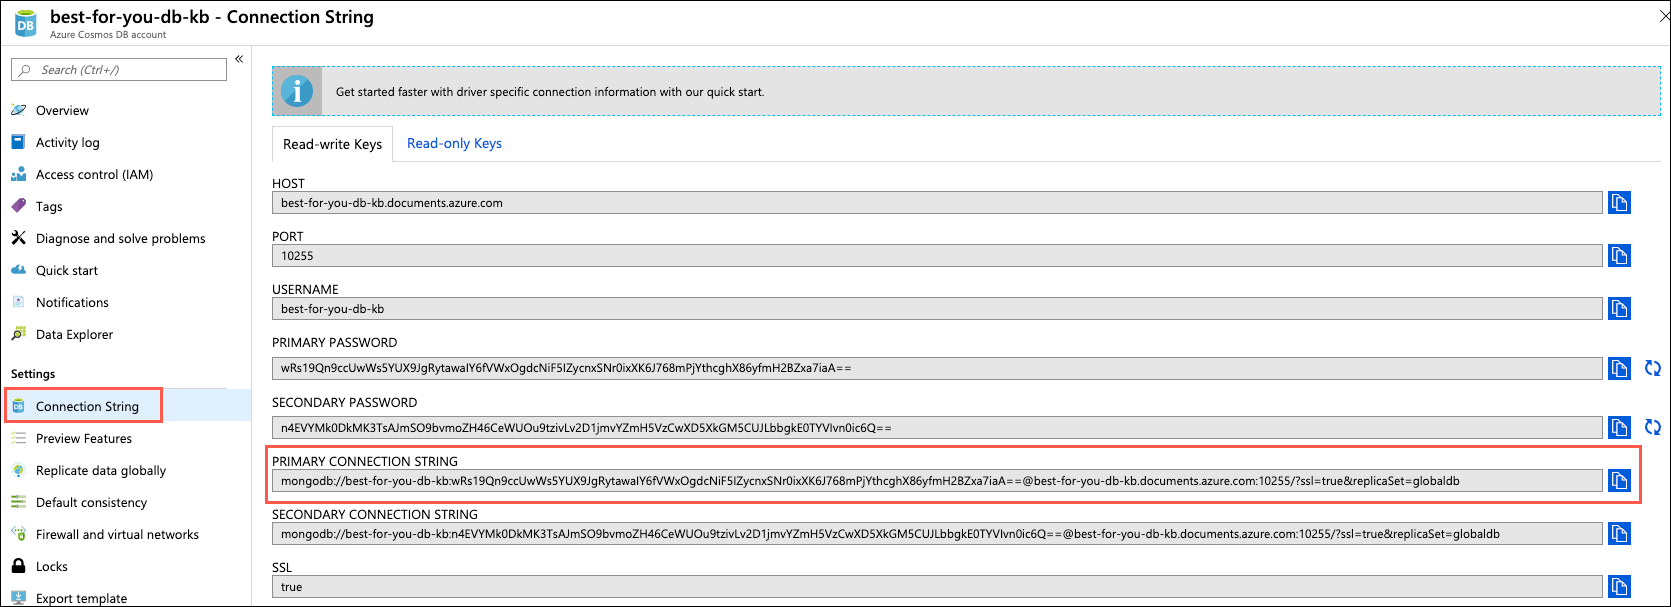 best-for-you-db-kb - Connection String
Azure Cosmos DB account
Search (Ctrl+/)
Overview
Activity log
Access control (IAM)
Tags
Diagnose and solve problems
Quick start
Notifications
Data Explorer
Settings
Connection String
Preview Features
Replicate data globally
Default consistency
Firewall and virtual networks
Locks
Export template
Get started faster with driver specific connection information with our quick start.
Read-write Keys
Read-only Keys
HOST
best-for-you-db-kb.documents.azure.com
PORT
10255
USERNAME
best-for-you-db-kb
PRIMARY PASSWORD
wRs19Qn9ccUwWs5YUX9JgRytawaIY6fVWxOgdcNiF5IZycnxSNr0ixXK6J768mPjYthcghX86yfmH2BZxa7iaA==
SECONDARY PASSWORD
n4EVYMk0DkMK3TsAJmSO9bvmoZH46CeWUOu9tzivLv2D1jmvYZmH5VzCwXD5XkGM5CUJLbbgkE0TYVIvn0ic6Q==
PRIMARY CONNECTION STRING
mongodb://best-for-you-db-kb:wRs19Qn9ccUwWs5YUX9JgRytawaIY6fVWxOgdcNiF5IZycnxSNr0ixXK6J768mPjYthcghX86yfmH2BZxa7iaA==@best-for-you-db-kb.documents.azure.com:10255/?ssl=true&replicaSet=globaldb
SECONDARY CONNECTION STRING
mongodb://best-for-you-db-kb:n4EVYMk0DkMK3TsAJmSO9bvmoZH46CeWUOu9tzivLv2D1jmvYZmH5VzCwXD5XkGM5CUJLbbgkE0TYVIvn0ic6Q==@best-for-you-db-kb.documents.azure.com:10255/?ssl=true&replicaSet=globaldb
SSL
true